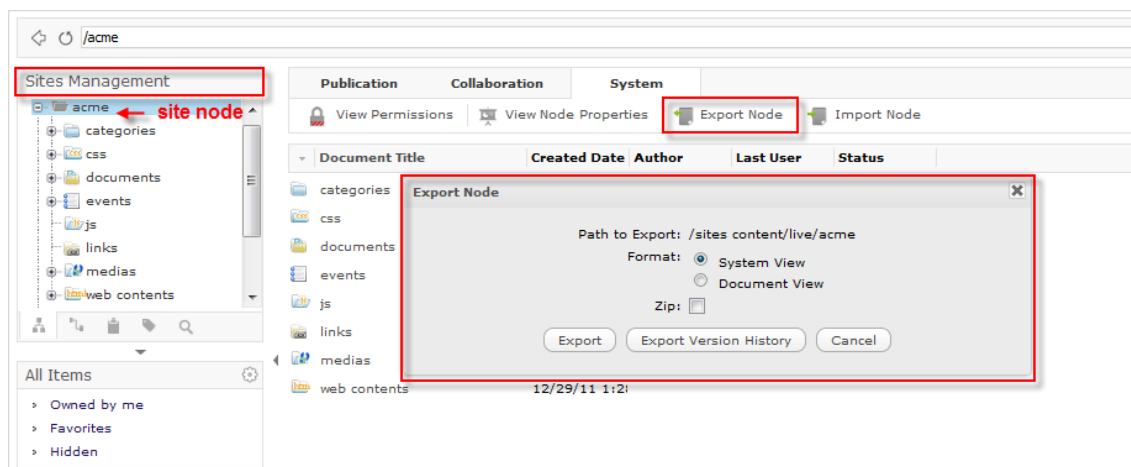 /acme
Sites Management
acme
site node
categories
css
documents
events
js
links
medias
web contents
All Items
Owned by me
Favorites
Hidden
Publication Collaboration System
View Permissions View Node Properties Export Node Import Node
Document Title Created Date Author Last User Status
categories
css
documents
events
js
links
medias
web contents 12/29/11 1:2
Export Node
Path to Export: /sites content/live/acme
Format: System View
Document View
Zip:
Export Export Version History Cancel